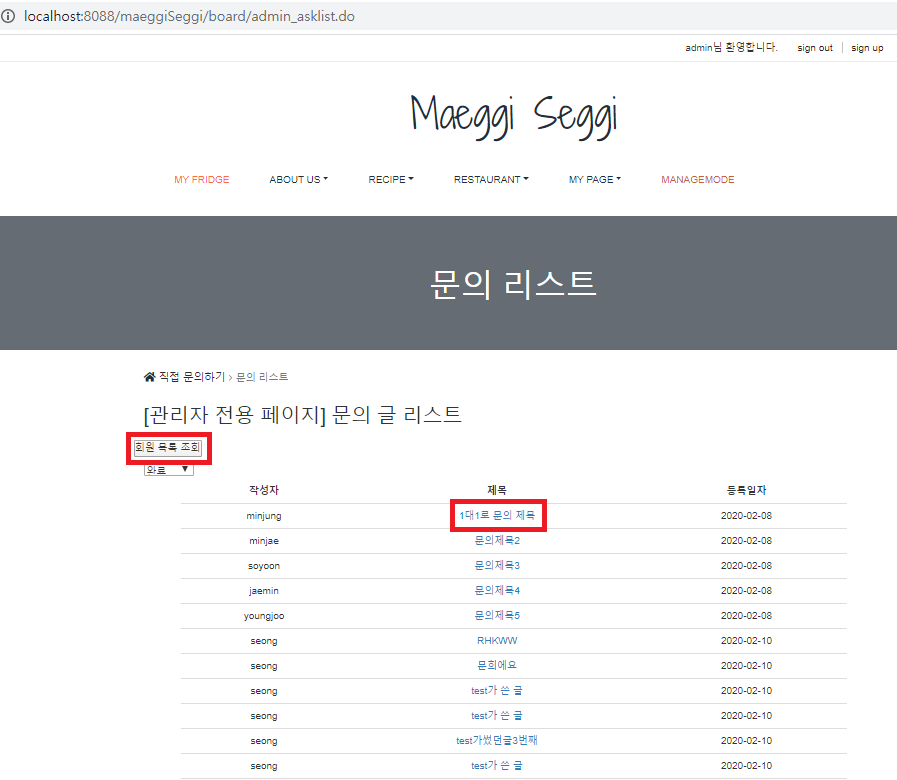 localhost:8088/maeggiSeggi/board/admin_asklist.do
admin님 환영합니다. sign out | sign up
Maeggi Seggi
MY FRIDGE ABOUT US RECIPE RESTAURANT MY PAGE MANAGEMODE
문의 리스트
직접 문의하기 > 문의 리스트
[관리자 전용 페이지] 문의 글 리스트
회원 목록 조회
완료
작성자 제목 등록일자
minjung 1대1로 문의 제목 2020-02-08
minjae 문의제목2 2020-02-08
soyoon 문의제목3 2020-02-08
jaemin 문의제목4 2020-02-08
youngjoo 문의제목5 2020-02-08
seong RHKWW 2020-02-10
seong 문희에요 2020-02-10
seong test가 쓴 글 2020-02-10
seong test가 쓴 글 2020-02-10
seong test가썼던글3번째 2020-02-10
seong test가 쓴 글 2020-02-10